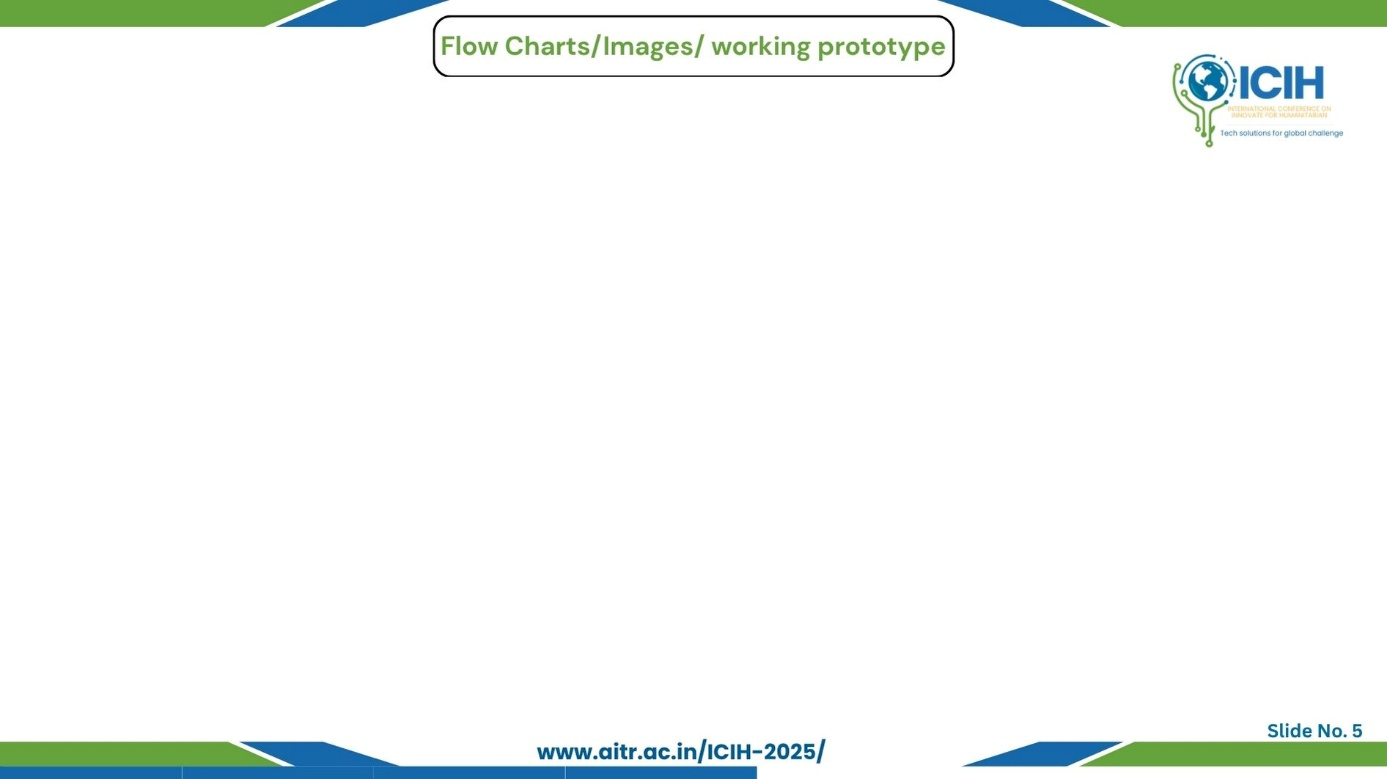 Flow Charts/Images/ working prototype
ICIH
INTERNATIONAL CONFERENCE ON
INNOVATE FOR HUMANITARIAN
Tech solutions for global challenge
Slide No. 5
www.aitr.ac.in/ICIH-2025/